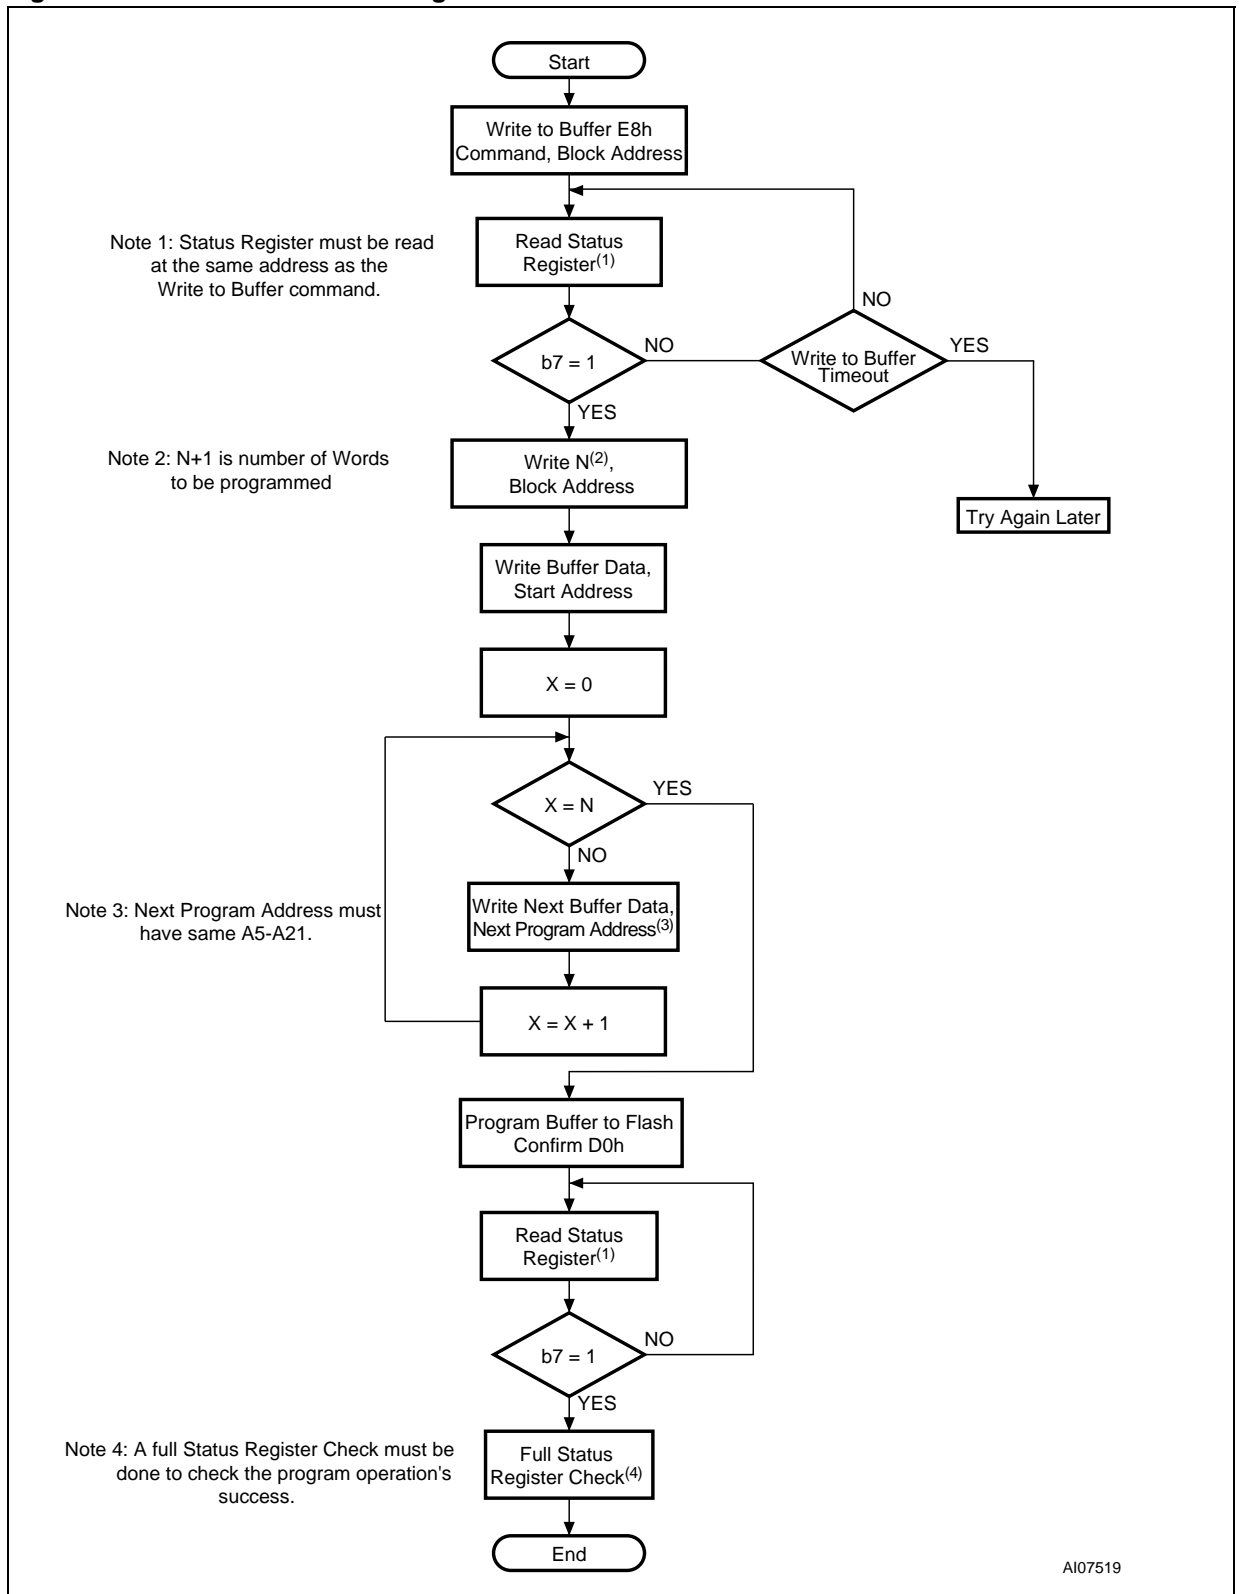 Start
Write to Buffer E8h
Command, Block Address
Note 1: Status Register must be read
at the same address as the
Write to Buffer command.
Read Status
Register(1)
NO
b7 = 1
NO
Write to Buffer
Timeout
YES
YES
Note 2: N+1 is number of Words
to be programmed
Write N(2),
Block Address
Try Again Later
Write Buffer Data,
Start Address
X = 0
X = N
YES
NO
Note 3: Next Program Address must
have same A5-A21.
Write Next Buffer Data,
Next Program Address(3)
X = X + 1
Program Buffer to Flash
Confirm D0h
Read Status
Register(1)
b7 = 1
NO
YES
Note 4: A full Status Register Check must be
done to check the program operation's
success.
Full Status
Register Check(4)
End
AI07519